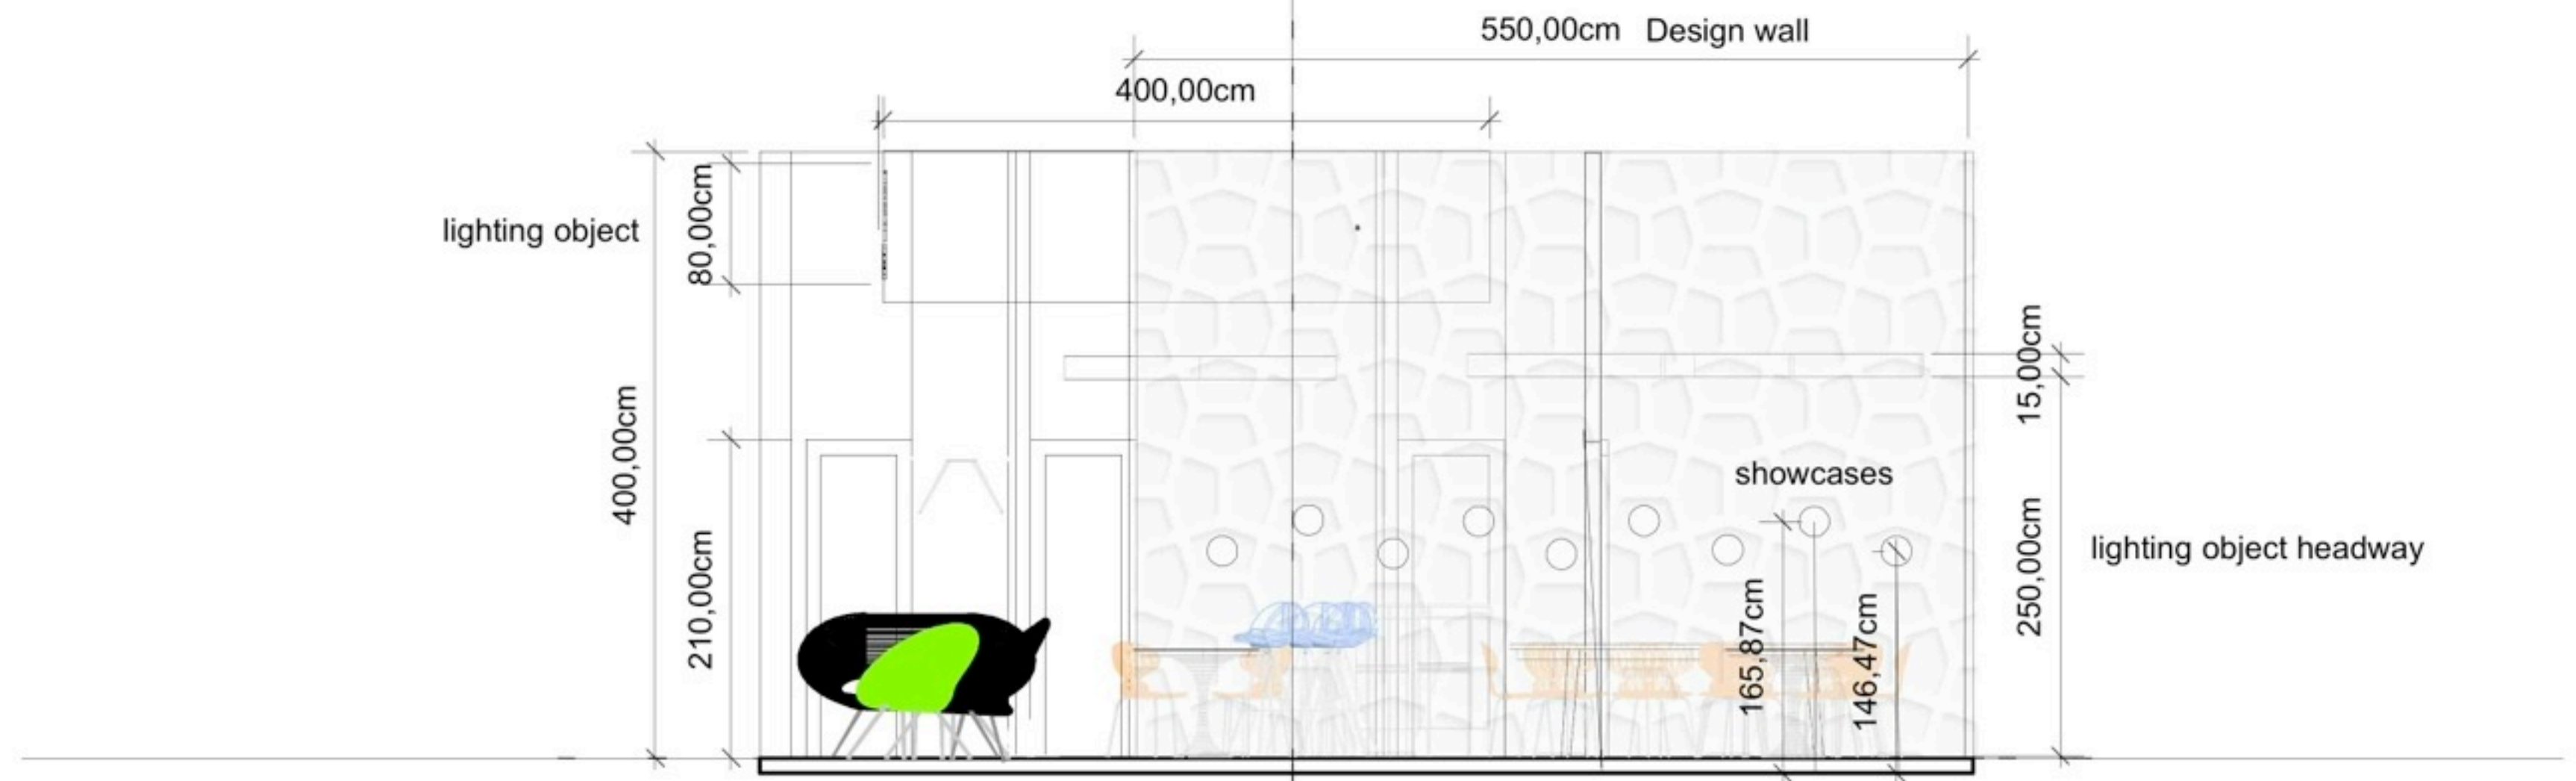 550,00cm Design wall
400,00cm
lighting object
80,00cm
400,00cm
210,00cm
15,00cm
showcases
250,00cm
lighting object headway
165,87cm
146,47cm